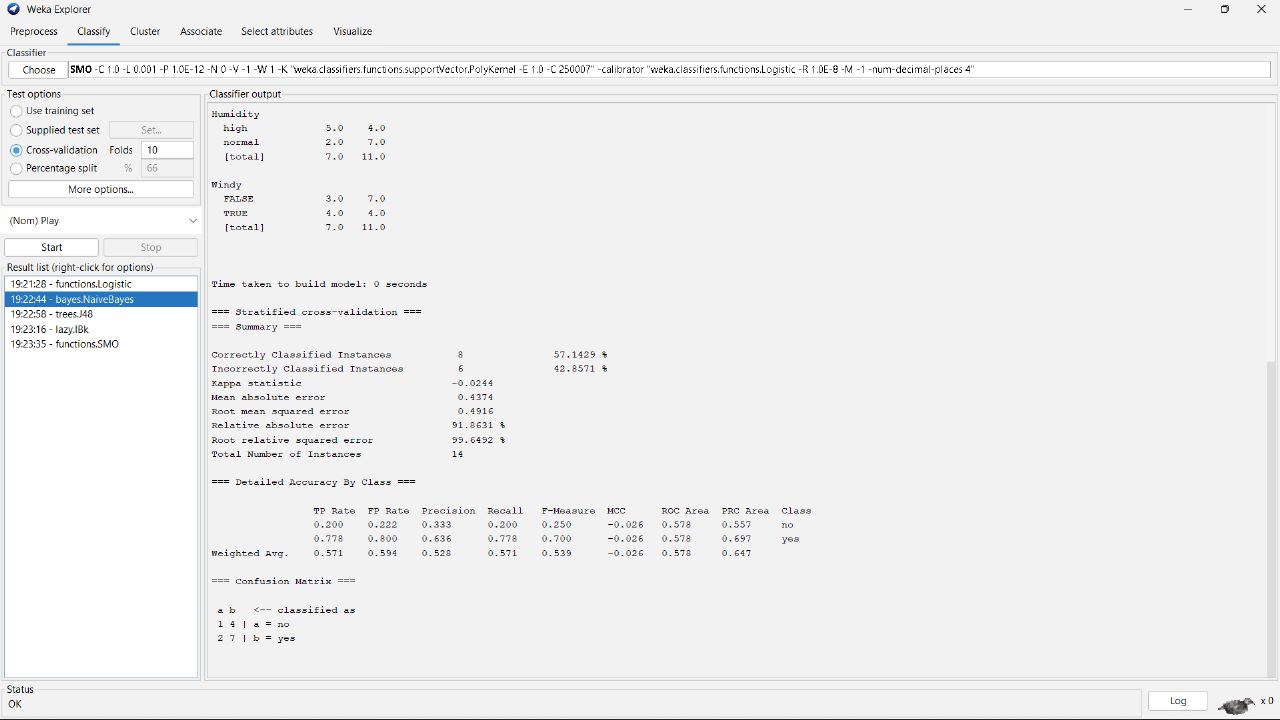 Weka Explorer
Preprocess Classify Cluster Associate Select attributes Visualize
Classifier
Choose SMO -C 1.0 -L 0.001 -P 1.0E-12 -N 0 -V -1 -W 1 -K "weka.classifiers.functions.supportVector.PolyKernel -E 1.0 -C 250007" -calibrator "weka.classifiers.functions.Logistic -R 1.0E-8 -M -1 -num-decimal-places 4"
Test options
Use training set
Supplied test set Set...
Cross-validation Folds 10
Percentage split % 66
More options...
(Nom) Play
Start Stop
Result list (right-click for options)
19:21:28 - functions.Logistic
19:22:44 - bayes.NaiveBayes
19:22:58 - trees.J48
19:23:16 - lazy.IBk
19:23:35 - functions.SMO
Classifier output
Humidity
high 5.0 4.0
normal 2.0 7.0
[total] 7.0 11.0
Windy
FALSE 3.0 7.0
TRUE 4.0 4.0
[total] 7.0 11.0
Time taken to build model: 0 seconds
=== Stratified cross-validation ===
=== Summary ===
Correctly Classified Instances 8 57.1429 %
Incorrectly Classified Instances 6 42.8571 %
Kappa statistic -0.0244
Mean absolute error 0.4374
Root mean squared error 0.4916
Relative absolute error 91.8631 %
Root relative squared error 99.6492 %
Total Number of Instances 14
=== Detailed Accuracy By Class ===
TP Rate FP Rate Precision Recall F-Measure MCC ROC Area PRC Area Class
0.200 0.222 0.333 0.200 0.250 -0.026 0.578 0.557 no
0.778 0.800 0.636 0.778 0.700 -0.026 0.578 0.697 yes
Weighted Avg. 0.571 0.594 0.528 0.571 0.539 -0.026 0.578 0.647
=== Confusion Matrix ===
a b <-- classified as
1 4 | a = no
2 7 | b = yes
Status
OK
Log x 0